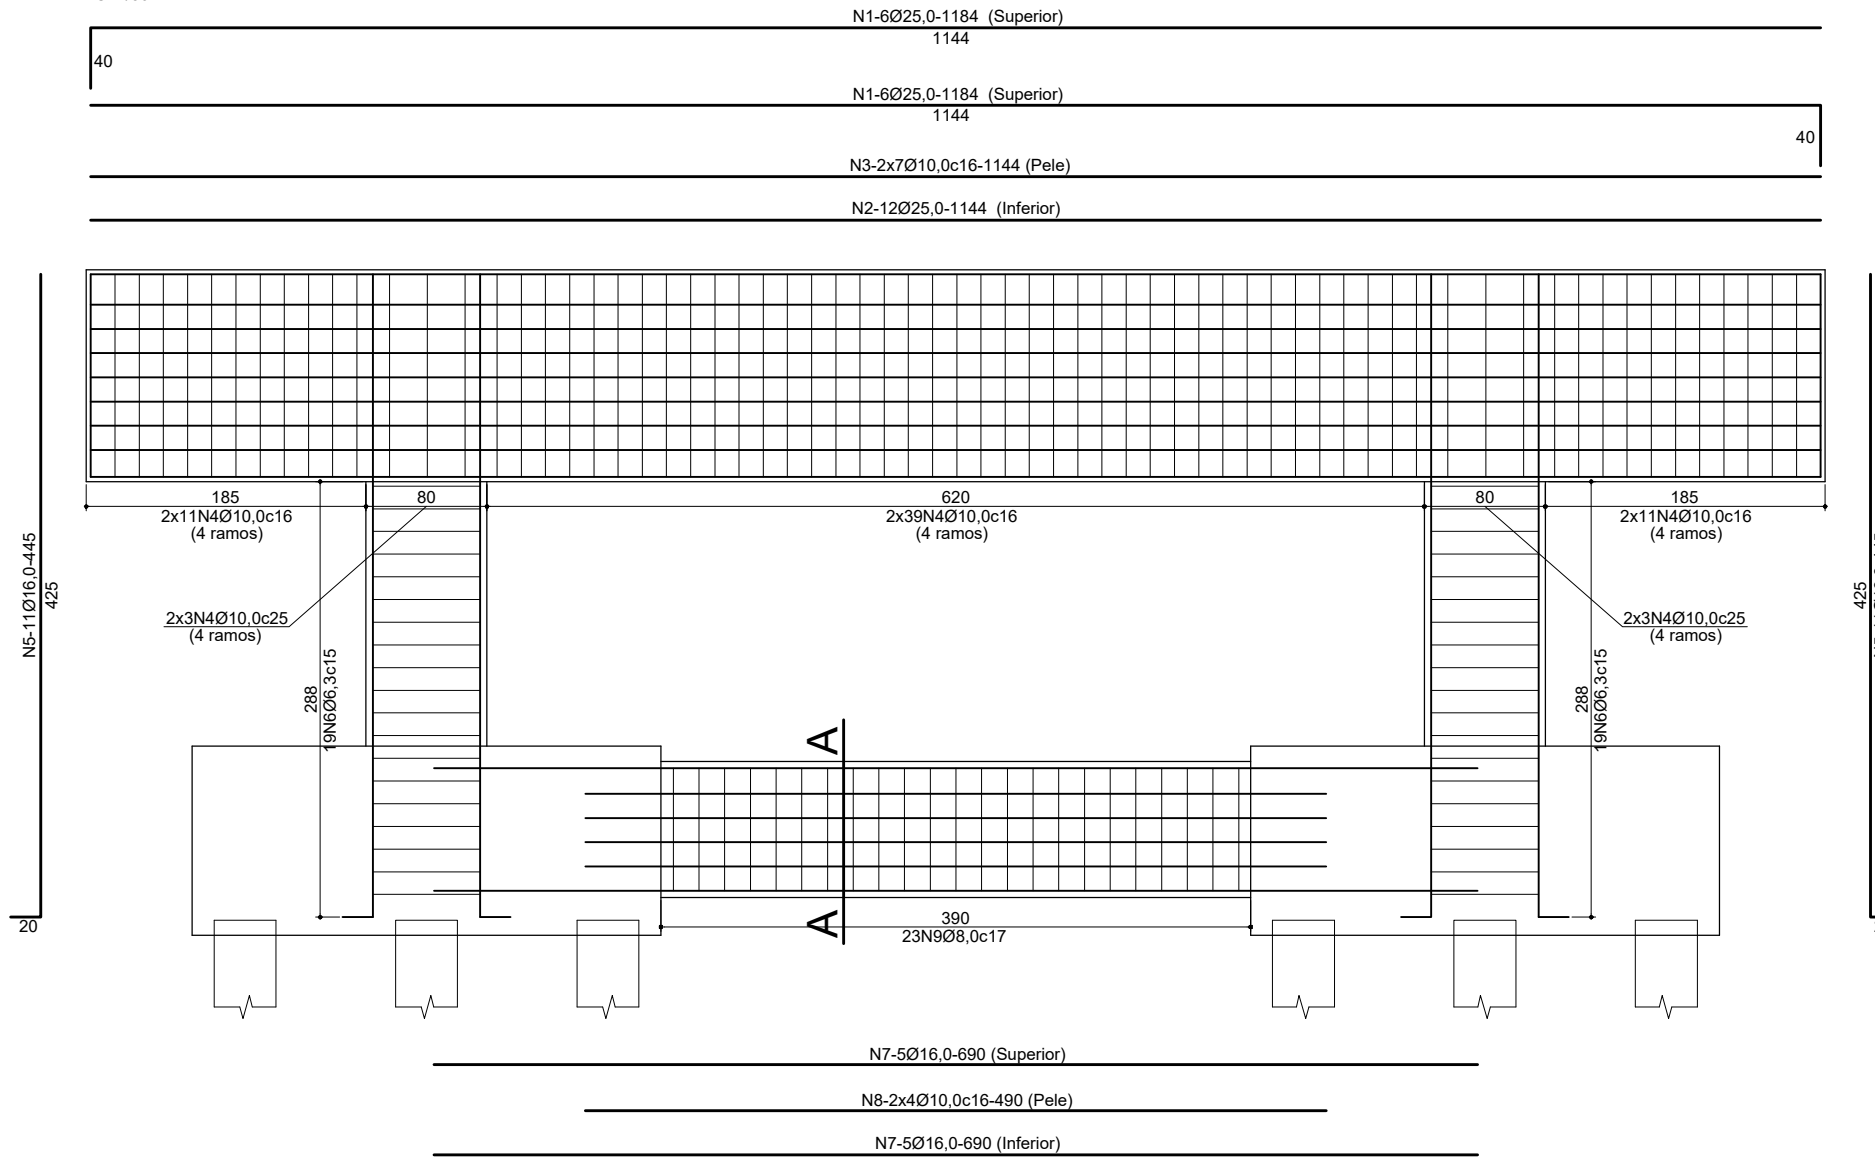 N1-6Ø25,0-1184 (Superior)
1144
40
N1-6Ø25,0-1184 (Superior)
1144
40
N3-2x7Ø10,0c16-1144 (Pele)
N2-12Ø25,0-1144 (Inferior)
185
2x11N4Ø10,0c16
(4 ramos)
80
620
2x39N4Ø10,0c16
(4 ramos)
80
185
2x11N4Ø10,0c16
(4 ramos)
N5-11Ø16,0-445
425
2x3N4Ø10,0c25
(4 ramos)
2x3N4Ø10,0c25
(4 ramos)
425
288
19N6Ø6,3c15
288
19N6Ø6,3c15
A
A
20
390
23N9Ø8,0c17
N7-5Ø16,0-690 (Superior)
N8-2x4Ø10,0c16-490 (Pele)
N7-5Ø16,0-690 (Inferior)